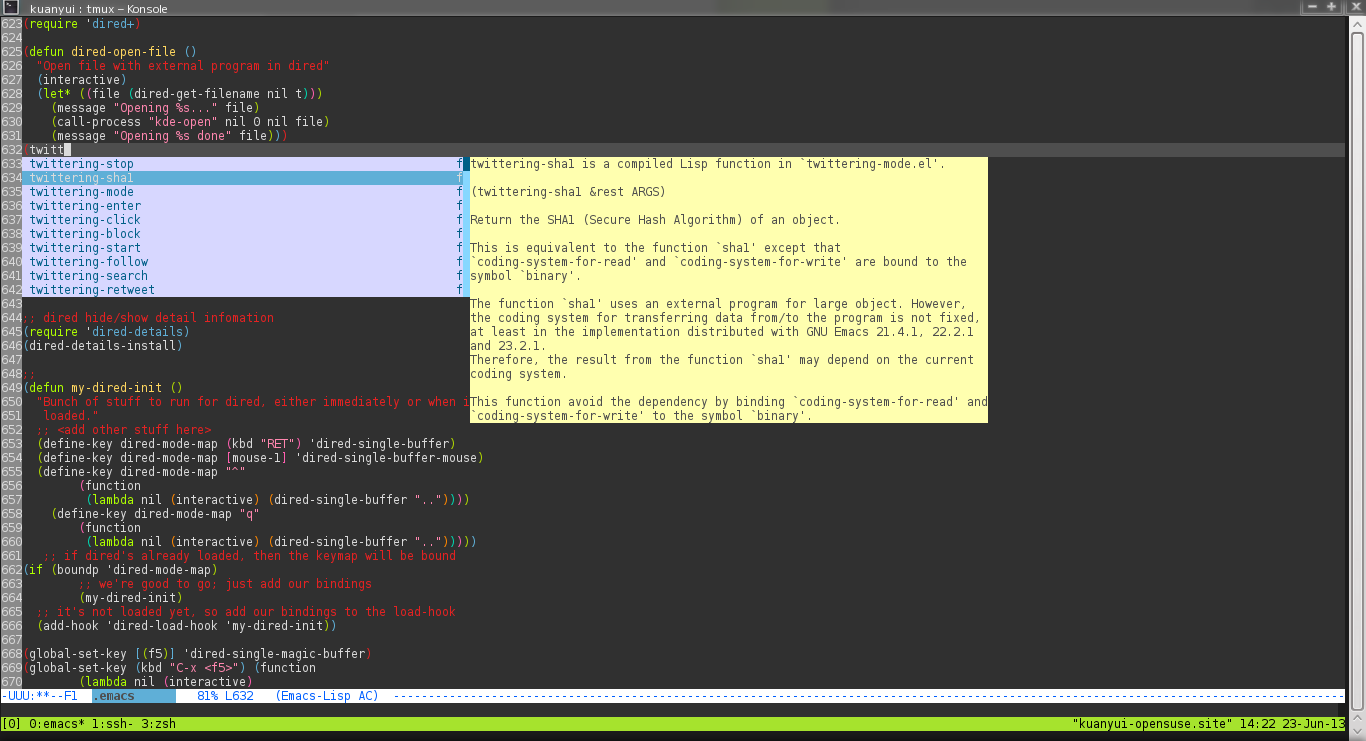 kuanyui : tmux – Konsole
623(require 'dired+)
624
625(defun dired-open-file ()
626  "Open file with external program in dired"
627  (interactive)
628  (let* ((file (dired-get-filename nil t)))
629    (message "Opening %s..." file)
630    (call-process "kde-open" nil 0 nil file)
631    (message "Opening %s done" file)))
632(twitt
633 twittering-stop f twittering-sha1 is a compiled Lisp function in `twittering-mode.el'.
634 twittering-sha1 f
635 twittering-mode f (twittering-sha1 &rest ARGS)
636 twittering-enter f
637 twittering-click f Return the SHA1 (Secure Hash Algorithm) of an object.
638 twittering-block f
639 twittering-start f This is equivalent to the function `sha1' except that
640 twittering-follow f `coding-system-for-read' and `coding-system-for-write' are bound to the
641 twittering-search f symbol `binary'.
642 twittering-retweet f
643 The function `sha1' uses an external program for large object. However,
644;; dired hide/show detail infomation the coding system for transferring data from/to the program is not fixed,
645(require 'dired-details) at least in the implementation distributed with GNU Emacs 21.4.1, 22.2.1
646(dired-details-install) and 23.2.1.
647 Therefore, the result from the function `sha1' may depend on the current
648;; coding system.
649(defun my-dired-init ()
650  "Bunch of stuff to run for dired, either immediately or when i This function avoid the dependency by binding `coding-system-for-read' and
651   loaded." `coding-system-for-write' to the symbol `binary'.
652  ;; <add other stuff here>
653  (define-key dired-mode-map (kbd "RET") 'dired-single-buffer)
654  (define-key dired-mode-map [mouse-1] 'dired-single-buffer-mouse)
655  (define-key dired-mode-map "^"
656        (function
657         (lambda nil (interactive) (dired-single-buffer ".."))))
658    (define-key dired-mode-map "q"
659        (function
660         (lambda nil (interactive) (dired-single-buffer "..")))))
661   ;; if dired's already loaded, then the keymap will be bound
662(if (boundp 'dired-mode-map)
663        ;; we're good to go; just add our bindings
664        (my-dired-init)
665  ;; it's not loaded yet, so add our bindings to the load-hook
666  (add-hook 'dired-load-hook 'my-dired-init))
667
668(global-set-key [(f5)] 'dired-single-magic-buffer)
669(global-set-key (kbd "C-x <f5>") (function
670        (lambda nil (interactive)
-UUU:**--F1  .emacs   81% L632   (Emacs-Lisp AC) ----------
[0] 0:emacs* 1:ssh- 3:zsh "kuanyui-opensuse.site" 14:22 23-Jun-13